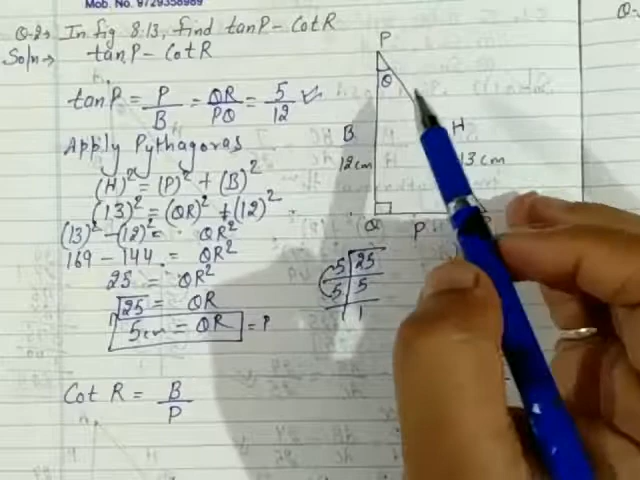 Mob. No. 9729358989
Q-2⇒ In fig 8.13, find tanP - CotR
Soln⇒ tanP - CotR
tanP = P/B = QR/PQ = 5/12 ✓
Apply Pythagoras
(H)² = (P)² + (B)²
(13)² = (QR)² + (12)²
(13)² - (12)² = QR²
169 - 144 = QR²
25 = QR²
√25 = QR
5cm = QR = P
Cot R = B/P
P
θ
B
H
12cm
13cm
Q
P
5 25
5 5
1
Q-